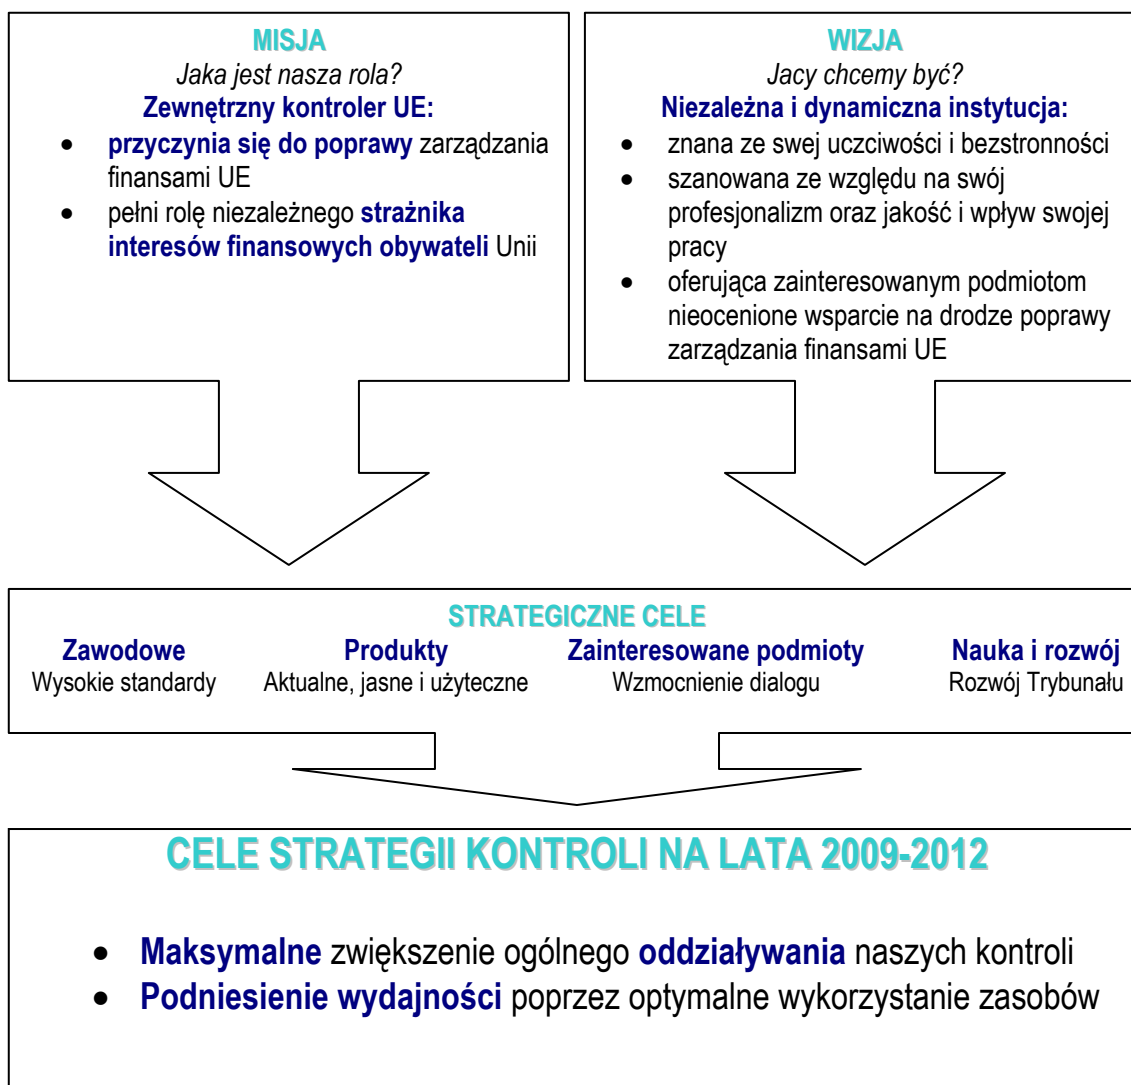 MISJA
Jaka jest nasza rola?
Zewnętrzny kontroler UE:
• przyczynia się do poprawy zarządzania
finansami UE
• pełni rolę niezależnego strażnika
interesów finansowych obywateli Unii
WIZJA
Jacy chcemy być?
Niezależna i dynamiczna instytucja:
• znana ze swej uczciwości i bezstronności
• szanowana ze względu na swój
profesjonalizm oraz jakość i wpływ swojej
pracy
• oferująca zainteresowanym podmiotom
nieocenione wsparcie na drodze poprawy
zarządzania finansami UE
STRATEGICZNE CELE
Zawodowe
Wysokie standardy
Produkty
Aktualne, jasne i użyteczne
Zainteresowane podmioty
Wzmocnienie dialogu
Nauka i rozwój
Rozwój Trybunału
CELE STRATEGII KONTROLI NA LATA 2009-2012
• Maksymalne zwiększenie ogólnego oddziaływania naszych kontroli
• Podniesienie wydajności poprzez optymalne wykorzystanie zasobów